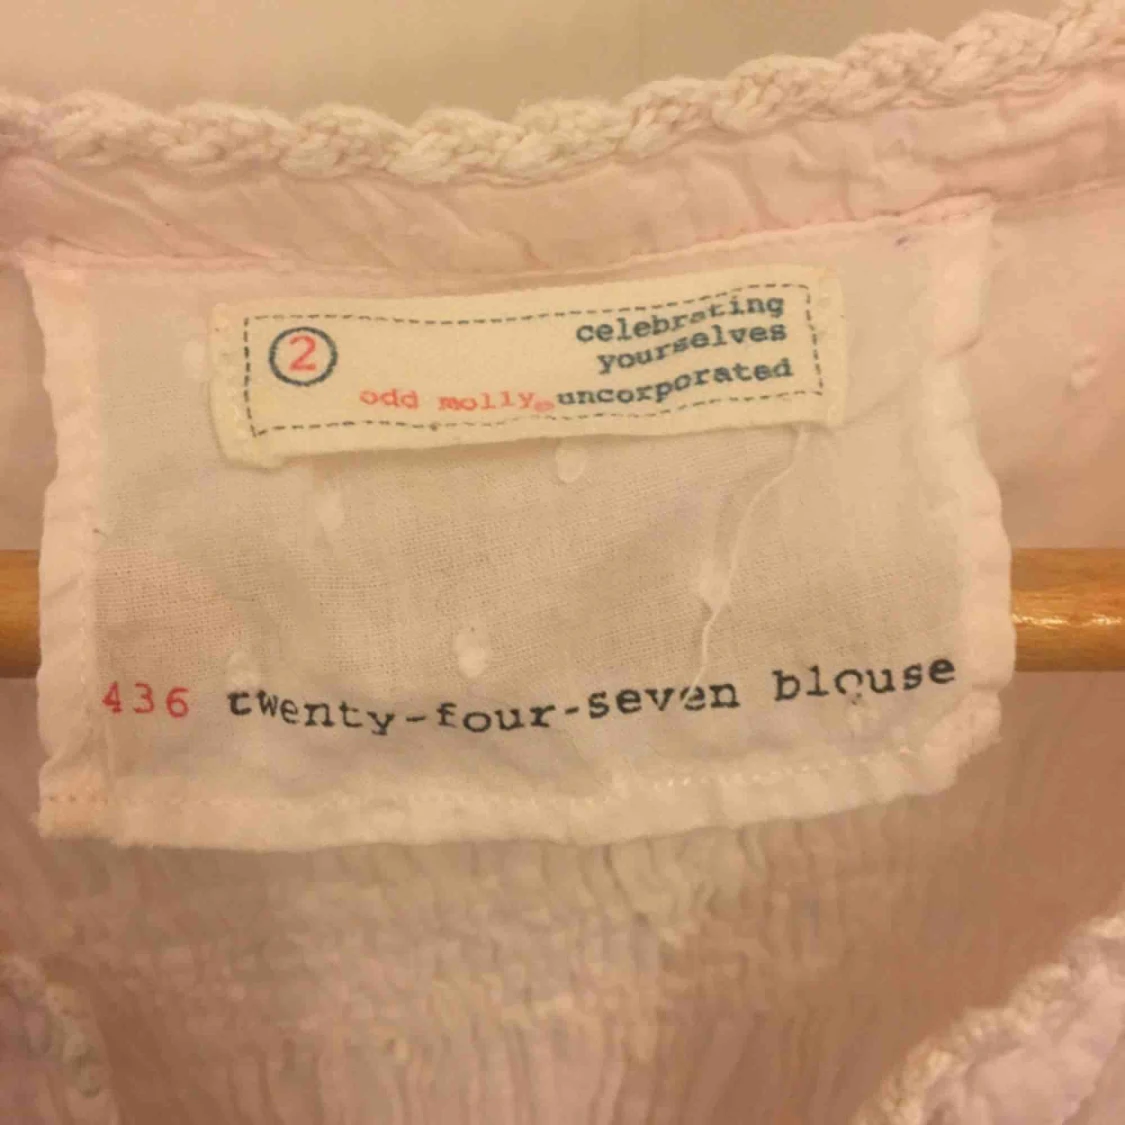 2
celebrating
yourselves
odd molly® uncorporated
436 twenty-four-seven blouse